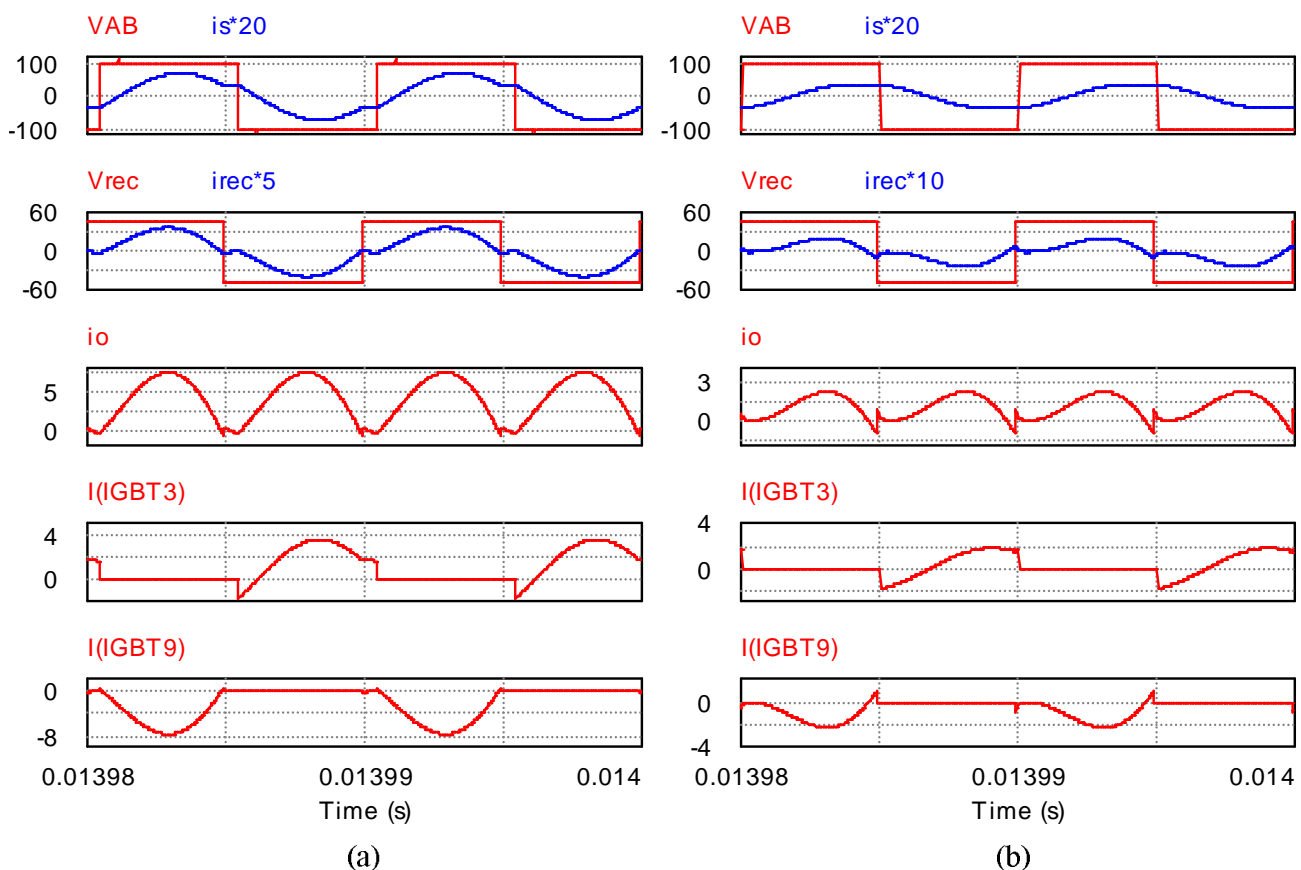 VAB is*20
100
0
-100
Vrec irec*5
60
0
-60
io
5
0
I(IGBT3)
4
0
I(IGBT9)
0
-8
0.01398 0.01399 0.014
Time (s)
(a)
VAB is*20
100
0
-100
Vrec irec*10
60
0
-60
io
3
0
I(IGBT3)
4
0
I(IGBT9)
0
-4
0.01398 0.01399 0.014
Time (s)
(b)